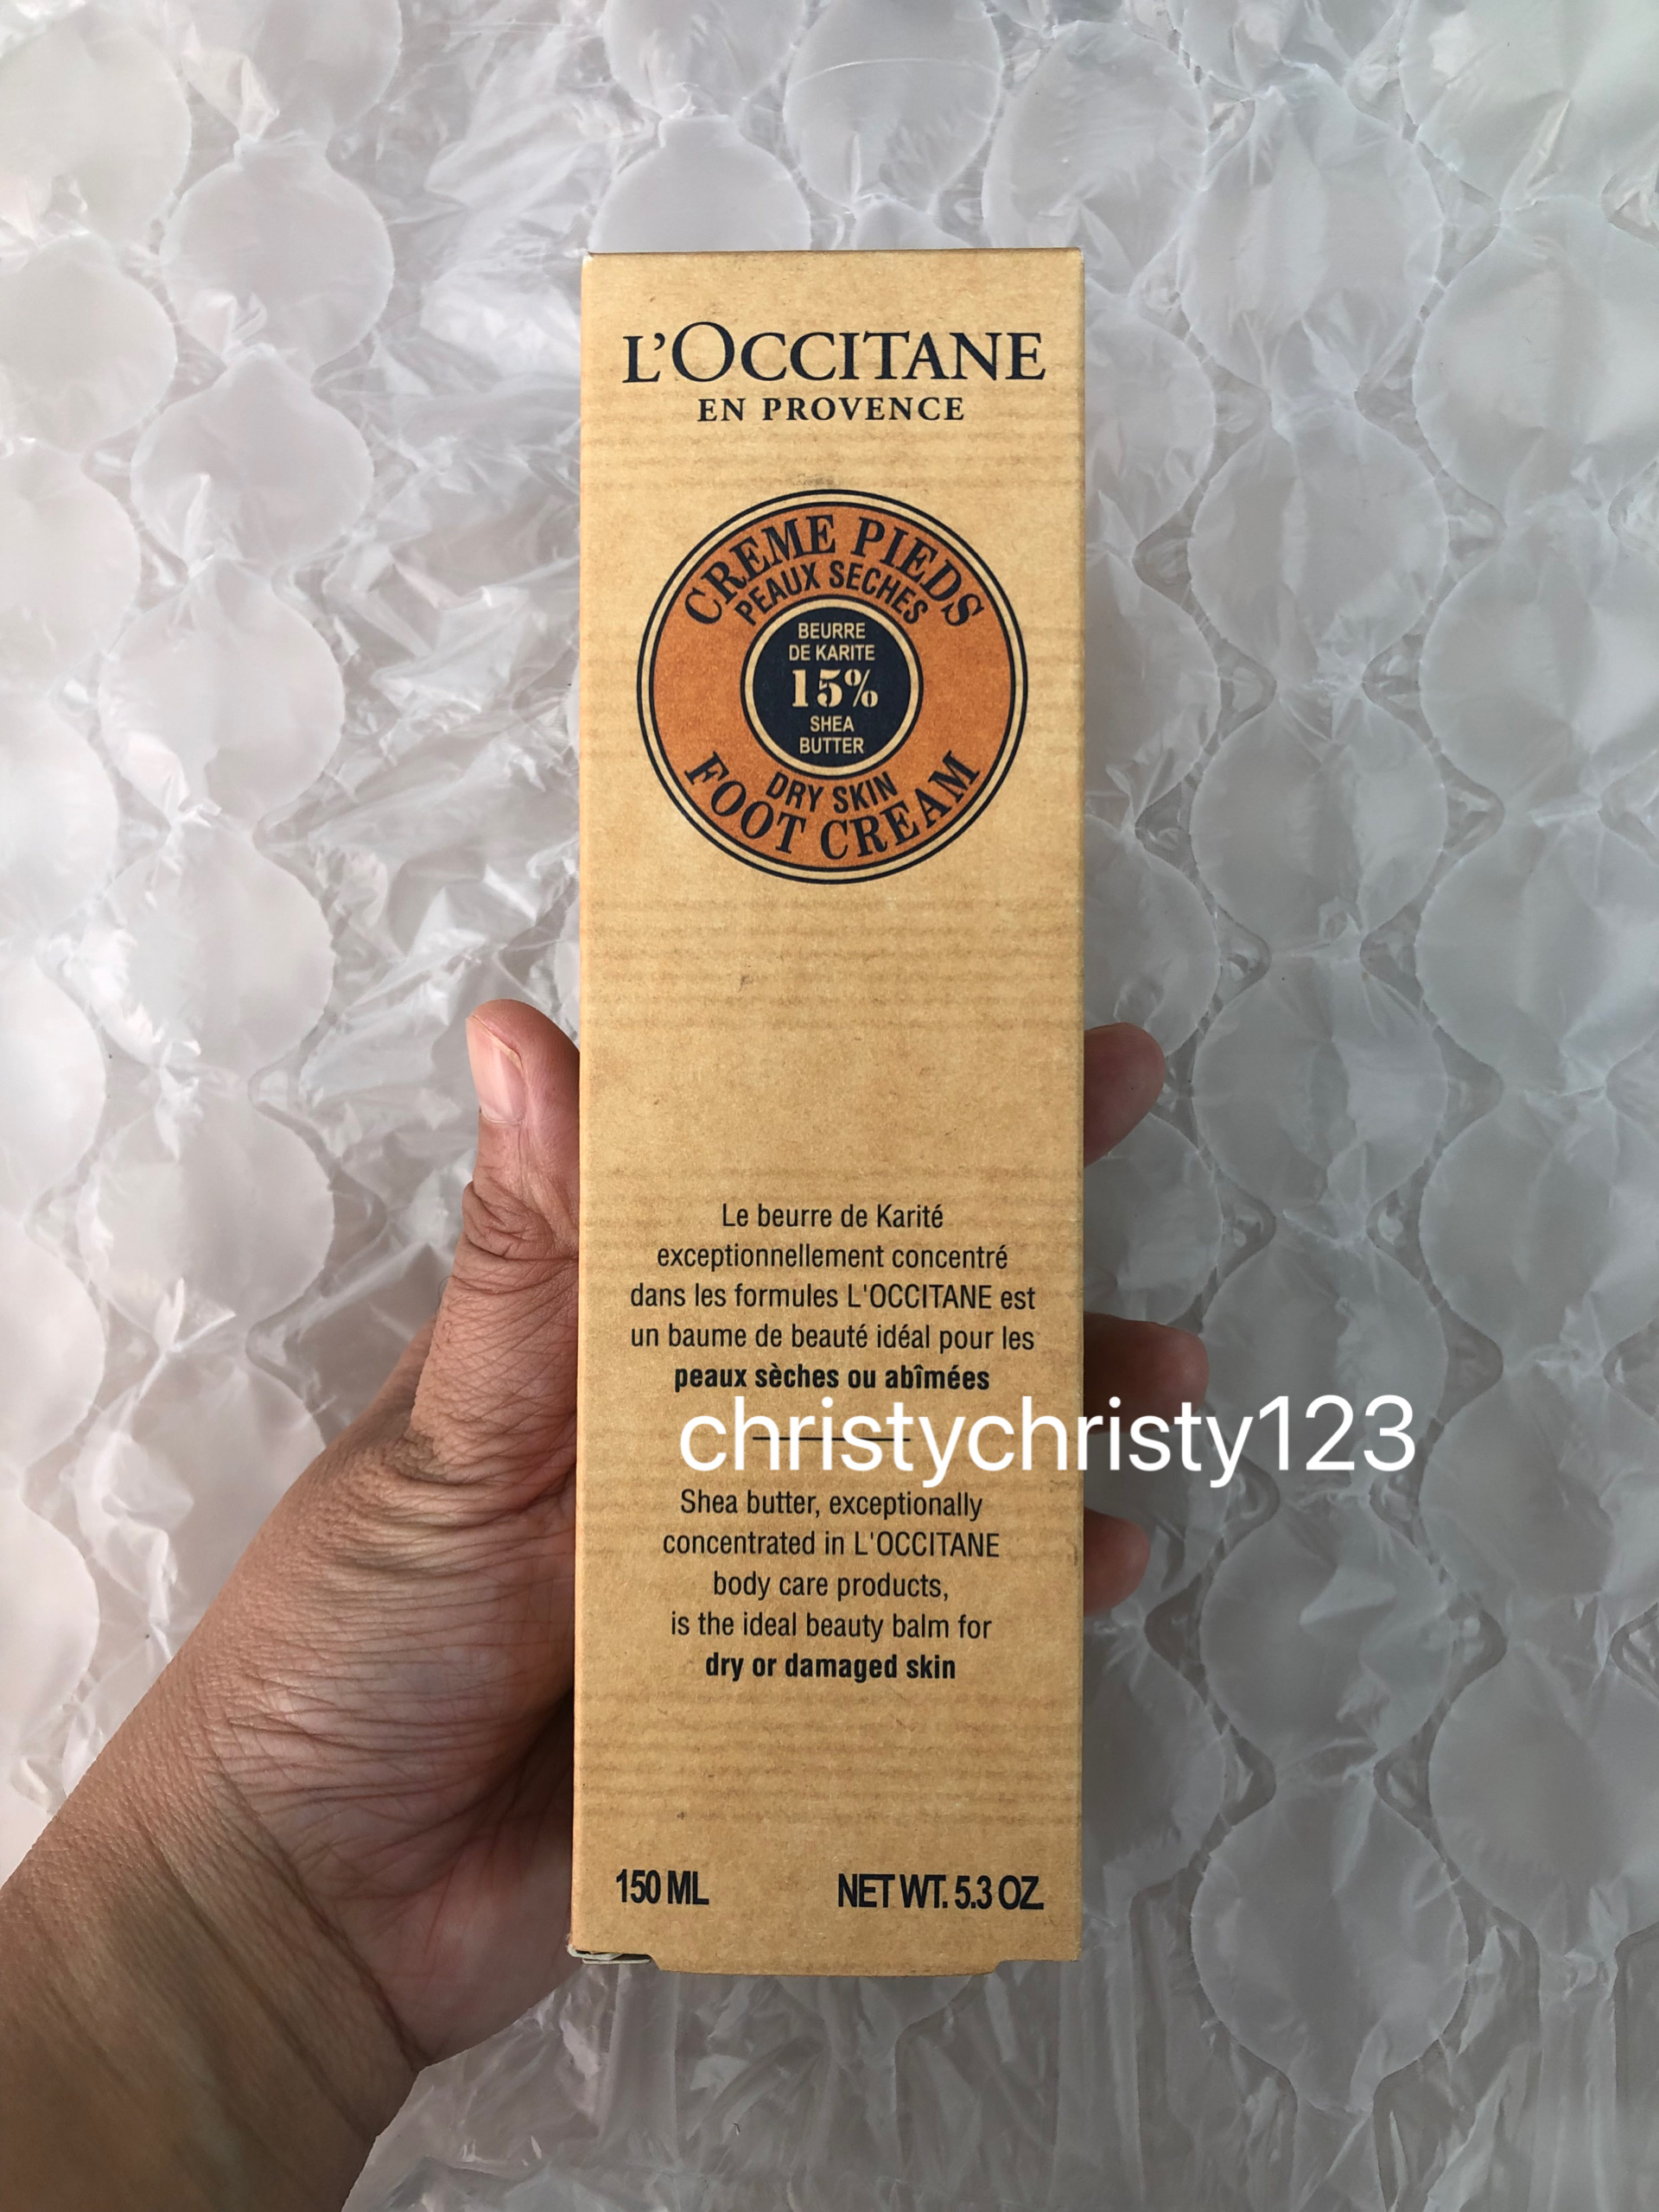 L'OCCITANE
EN PROVENCE
CREME PIEDS
PEAUX SECHES
BEURRE
DE KARITE
15%
SHEA
BUTTER
DRY SKIN
FOOT CREAM
Le beurre de Karité
exceptionnellement concentré
dans les formules L'OCCITANE est
un baume de beauté idéal pour les
peaux sèches ou abîmées
christychristy123
Shea butter, exceptionally
concentrated in L'OCCITANE
body care products,
is the ideal beauty balm for
dry or damaged skin
150 ML NET WT. 5.3 OZ.